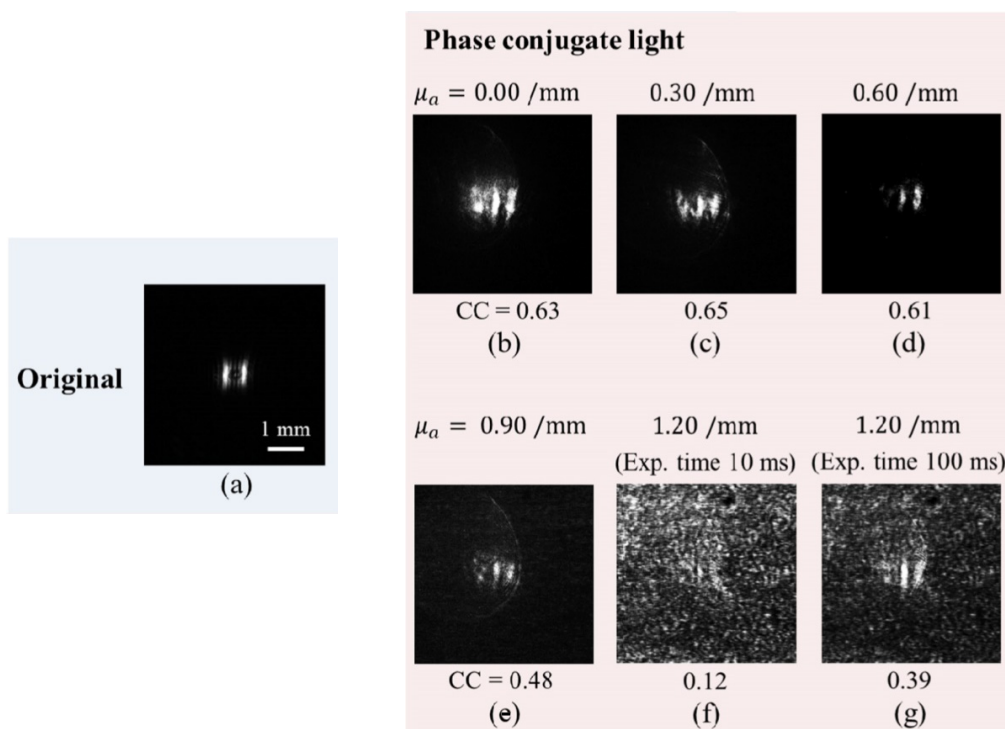 Original
1 mm
(a)
Phase conjugate light
μₐ = 0.00 /mm 0.30 /mm 0.60 /mm
CC = 0.63 0.65 0.61
(b) (c) (d)
μₐ = 0.90 /mm 1.20 /mm 1.20 /mm
(Exp. time 10 ms) (Exp. time 100 ms)
CC = 0.48 0.12 0.39
(e) (f) (g)